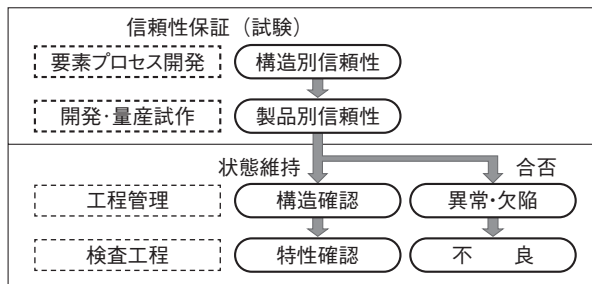 信頼性保証（試験）
要素プロセス開発 構造別信頼性
開発・量産試作 製品別信頼性
状態維持 合否
工程管理 構造確認 異常・欠陥
検査工程 特性確認 不　良